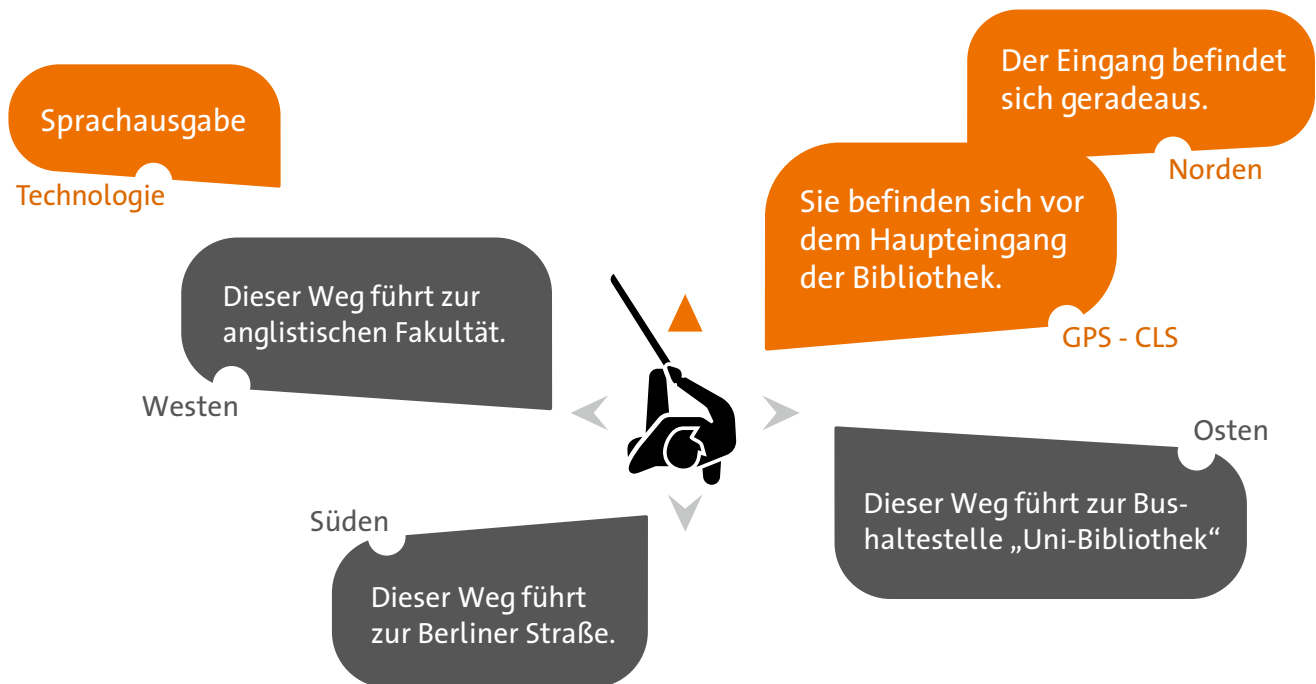 Sprachausgabe
Technologie
Der Eingang befindet
sich geradeaus.
Norden
Sie befinden sich vor
dem Haupteingang
der Bibliothek.
GPS - CLS
Dieser Weg führt zur
anglistischen Fakultät.
Westen
Osten
Dieser Weg führt zur Bus-
haltestelle „Uni-Bibliothek“
Süden
Dieser Weg führt
zur Berliner Straße.